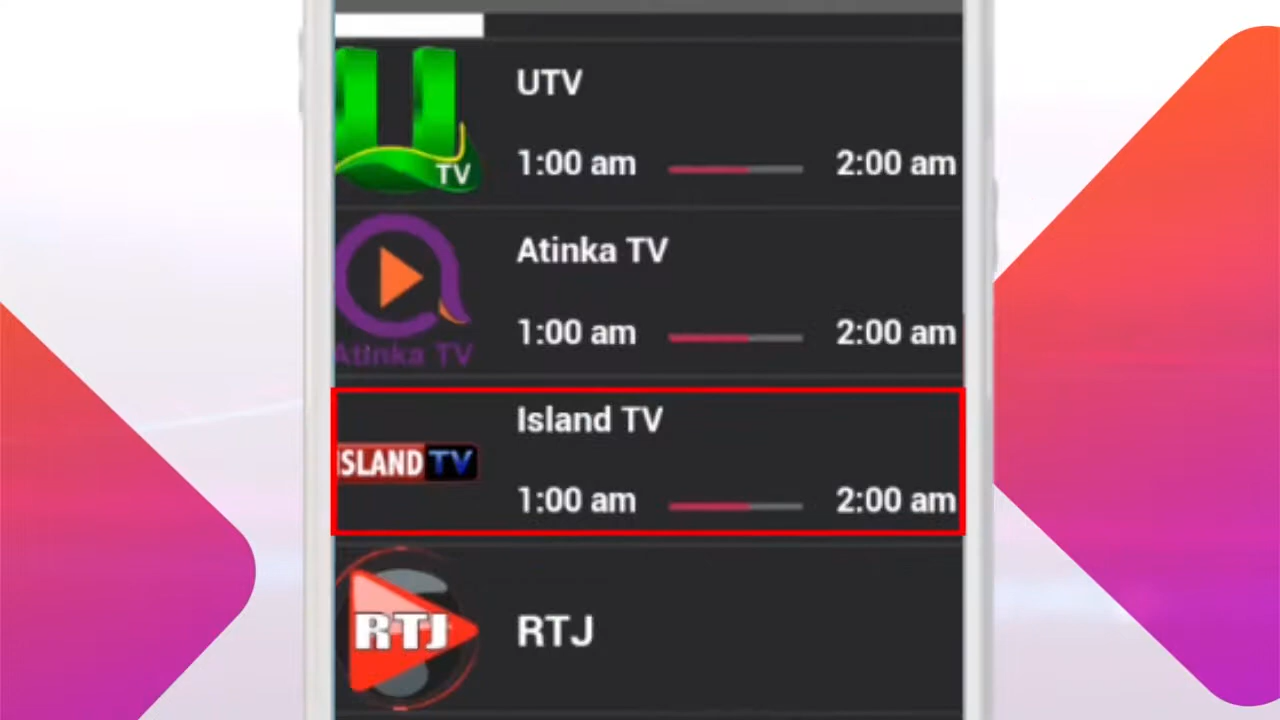 UTV
TV
1:00 am 2:00 am
Atinka TV
Atinka TV
1:00 am 2:00 am
Island TV
ISLAND TV
1:00 am 2:00 am
RTJ
RTJ